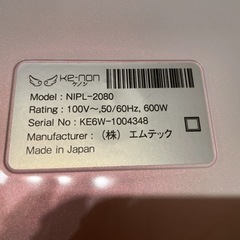 ke-non
ケノン
Model : NIPL-2080
Rating : 100V~,50/60Hz, 600W
Serial No : KE6W-1004348
Manufacturer : (株) エムテック
Made in Japan